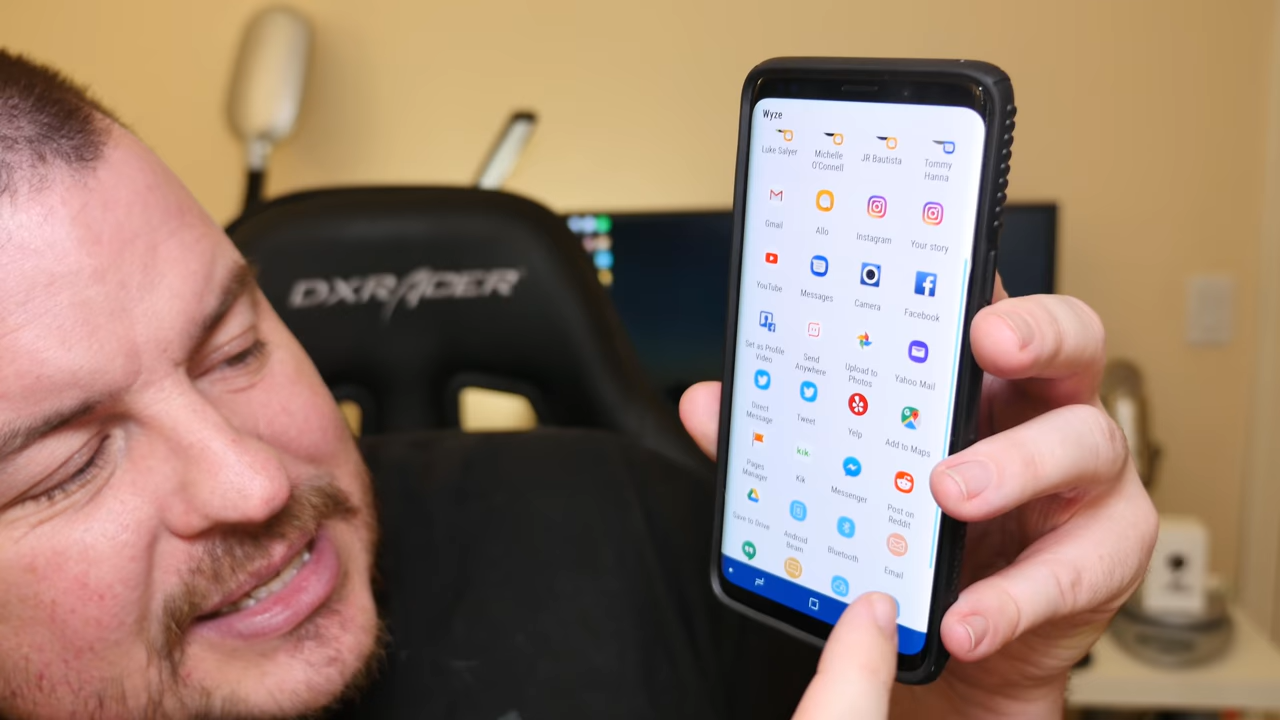 DXRACER
Wyze
Luke Salyer
Michelle
O'Connell
JR Bautista
Tommy
Hanna
Gmail
Allo
Instagram
Your story
YouTube
Messages
Camera
Facebook
Set as Profile
Video
Send
Anywhere
Upload to
Photos
Yahoo Mail
Direct
Message
Tweet
Yelp
Add to Maps
Pages
Manager
kik
Kik
Messenger
Post on
Reddit
Save to Drive
Android
Beam
Bluetooth
Email